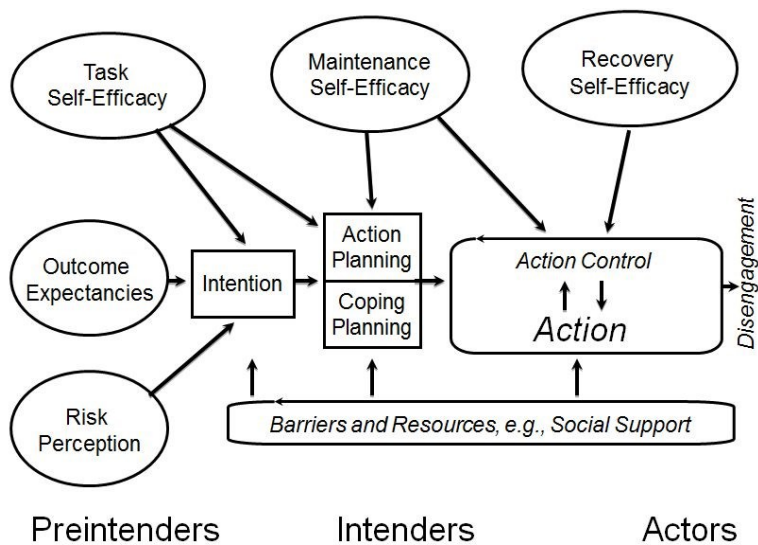 Task
Self-Efficacy
Maintenance
Self-Efficacy
Recovery
Self-Efficacy
Outcome
Expectancies
Intention
Action
Planning
Coping
Planning
Action Control
Action
Disengagement
Risk
Perception
Barriers and Resources, e.g., Social Support
Preintenders
Intenders
Actors